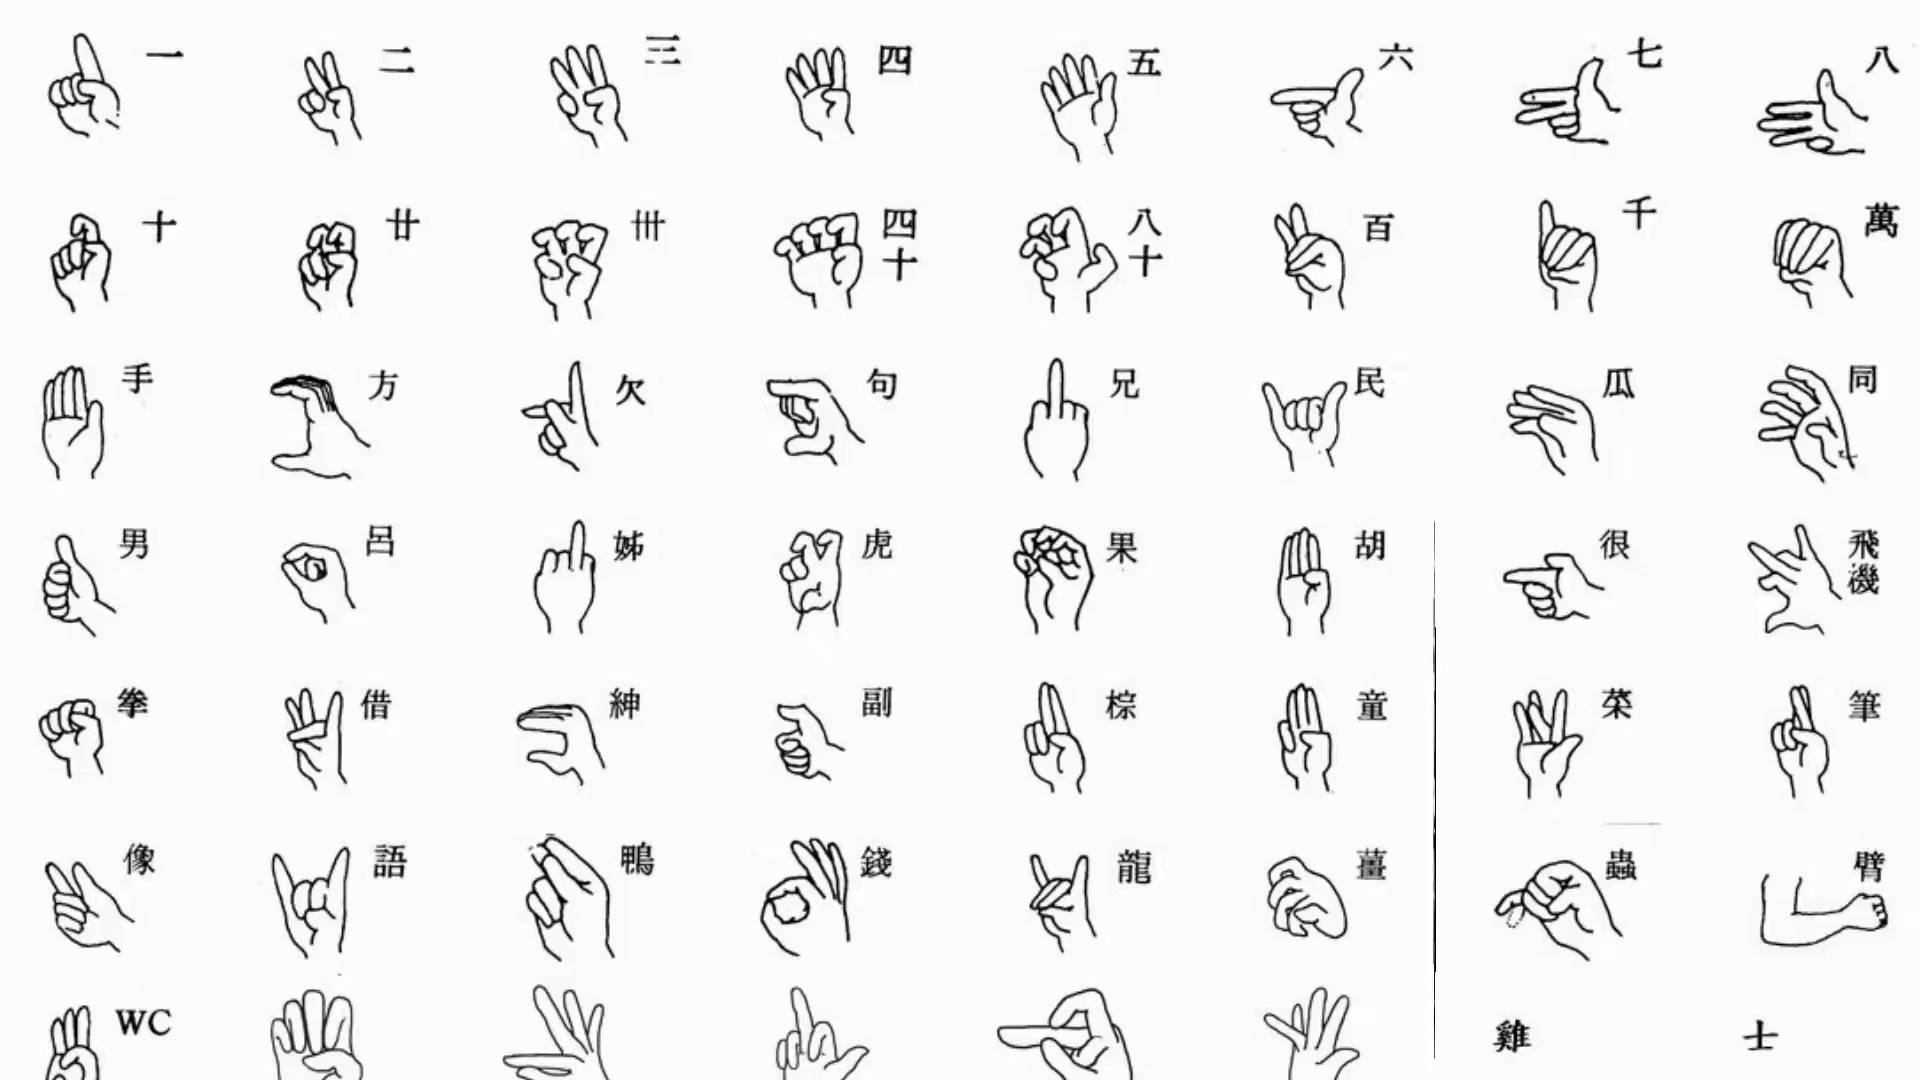 一 二 三 四 五 六 七 八
十 廿 卅 四十 八十 百 千 萬
手 方 欠 句 兄 民 瓜 同
男 呂 姊 虎 果 胡 很 飛機
拳 借 紳 副 棕 童 菜 筆
像 語 鴨 錢 龍 薑 蟲 臂
WC 雞 士